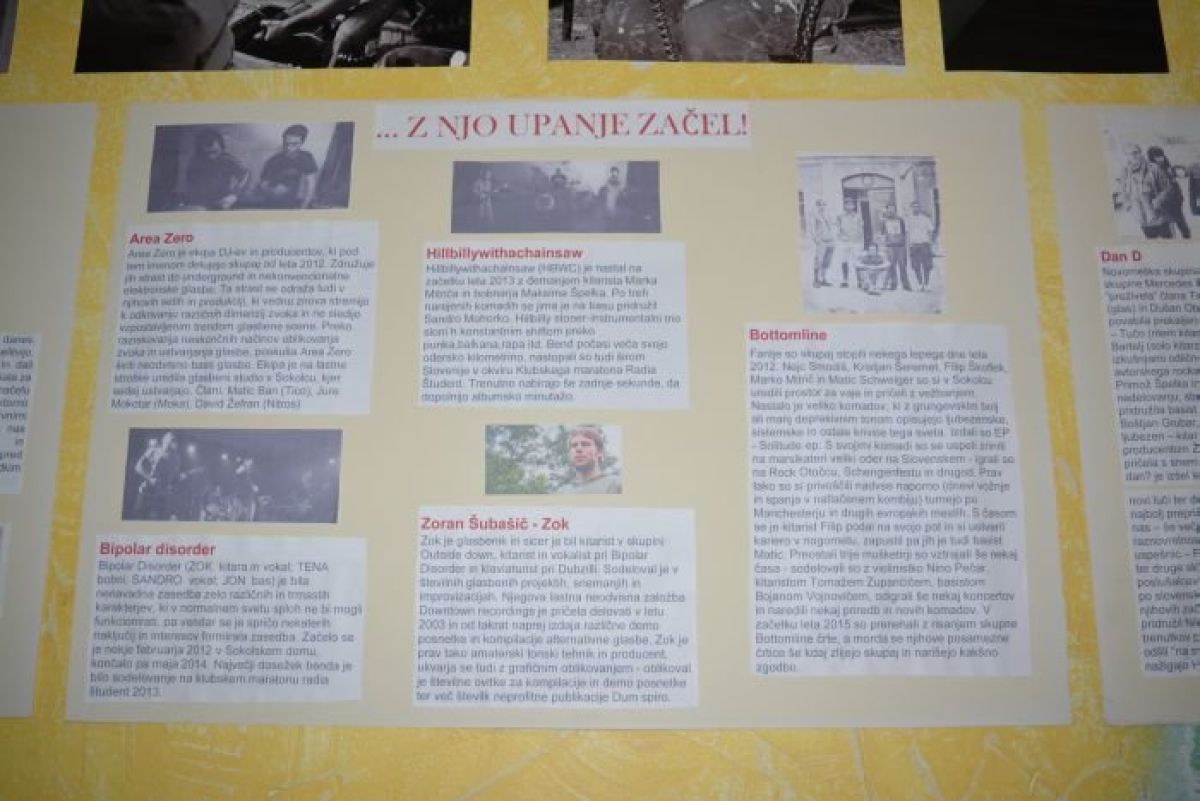 ... Z NJO UPANJE ZAČEL!
Area Zero
Area Zero je ekipa DJ-ev in producentov, ki pod
tem imenom delujejo skupaj od leta 2012. Združuje
jih strast do underground in nekonvencionalne
elektronske glasbe. Ta strast se odraža tudi v
njihovih setih in produkciji, ki vedno znova stremijo
k odkrivanju različnih dimenzij zvoka in ne sledijo
vzpostavljenim trendom glasbene scene. Preko
raziskovanja neskončnih načinov oblikovanja
zvoka in ustvarjanja glasbe, poskuša Area Zero
širiti neodvisno bass glasbo. Ekipa je na lastne
stroške uredila glasbeni studio v Sokolcu, kjer
sedaj ustvarjajo. Člani: Matic Ban (Tico), Jure
Mokotar (Moka), David Žefran (Nitros)
Bipolar disorder
Bipolar Disorder (ZOK, kitara in vokal; TENA
bobni, SANDRO vokal, JON bas) je bila
nenavadna zasedba zelo različnih in trmastih
karakterjev, ki v normalnem svetu sploh ne bi mogli
funkcionirati, pa vendar se je spričo nekaterih
naključij in interesov formirala zasedba. Začelo se
je nekje februarja 2012 v Sokolskem domu,
končalo pa maja 2014. Največji dosežek benda je
bilo sodelovanje na klubskem maratonu radia
študent 2013.
Hillbillywithachainsaw
Hillbillywithachainsaw (HBWC) je nastal na
začetku leta 2013 z džemanjem kitarista Marka
Mitriča in bobnarja Maksima Špelka. Po treh
narejenih komadih se jima je na basu pridružil
Sandro Mohorko. Hillbilly stoner-instrumentalni trio
sloni h konstantnim shiftom preko
punka,balkana,rapa itd. Bend počasi veča svojo
odersko kilometrino, nastopali so tudi širom
Slovenije v okviru Klubskega maratona Radia
Študent. Trenutno nabirajo še zadnje sekunde, da
dopolnijo albumsko minutažo.
Zoran Šubašič - Zok
Zok je glasbenik in sicer je bil kitarist v skupini
Outside down, kitarist in vokalist pri Bipolar
Disorder in klaviaturist pri Dubzilli. Sodeloval je v
številnih glasbenih projektih, snemanjih in
improvizacijah. Njegova lastna neodvisna založba
Downtown recordings je pričela delovati v letu
2003 in od takrat naprej izdaja različne demo
posnetke in kompilacije alternativne glasbe. Zok je
prav tako amaterski tonski tehnik in producent,
ukvarja se tudi z grafičnim oblikovanjem - oblikoval
je številne ovitke za kompilacije in demo posnetke
ter več številk neprofitne publikacije Dum spiro.
Bottomline
Fantje so skupaj stopili nekega lepega dne leta
2012. Nejc Smudiš, Kristjan Šeremet, Filip Škoflek,
Marko Mitrič in Matic Schweiger so si v Sokolcu
uredili prostor za vaje in pričeli z vežbanjem.
Nastalo je veliko komadov, ki z grungevskim bolj
ali manj depresivnim tonom opisujejo ljubezenske,
sistemske in ostale krivice tega sveta. Izdali so EP
- Solitude ep: S svojimi komadi so se uspeli zriniti
na marsikateri veliki oder na Slovenskem - igrali so
na Rock Otočcu, Schengenfestu in drugod. Prav
tako so si privoščili nadvse naporno (dnevi vožnje
in spanje v natlačenem kombiju) turnejo po
Manchesterju in drugih evropskih mestih. S časom
se je kitarist Filip podal na svojo pot in si ustvaril
kariero v nogometu, zapustil pa jih je tudi basist
Matic. Preostali trije mušketirji so vztrajali še nekaj
časa - sodelovali so z violinistko Nino Pečar,
kitaristom Tomažem Zupančičem, basistom
Bojanom Vojnovičem, odigrali še nekaj koncertov
in naredili nekaj priredb in novih komadov. V
začetku leta 2015 so prenehali z risanjem skupne
Bottomline črte, a morda se njihove posamezne
črtice še kdaj zlijejo skupaj in narišejo kakšno
zgodbo.
Dan D